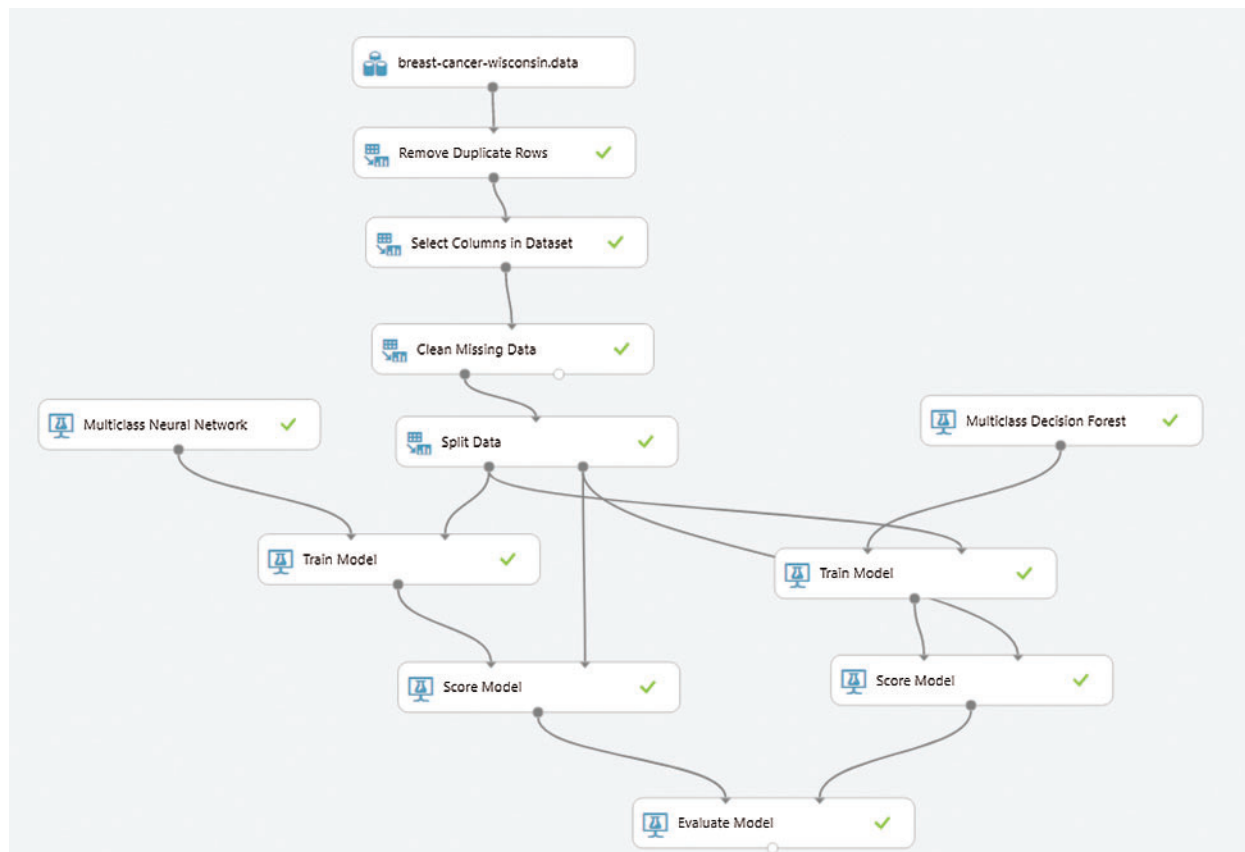 breast-cancer-wisconsin.data
Remove Duplicate Rows
Select Columns in Dataset
Clean Missing Data
Multiclass Neural Network
Split Data
Multiclass Decision Forest
Train Model
Train Model
Score Model
Score Model
Evaluate Model